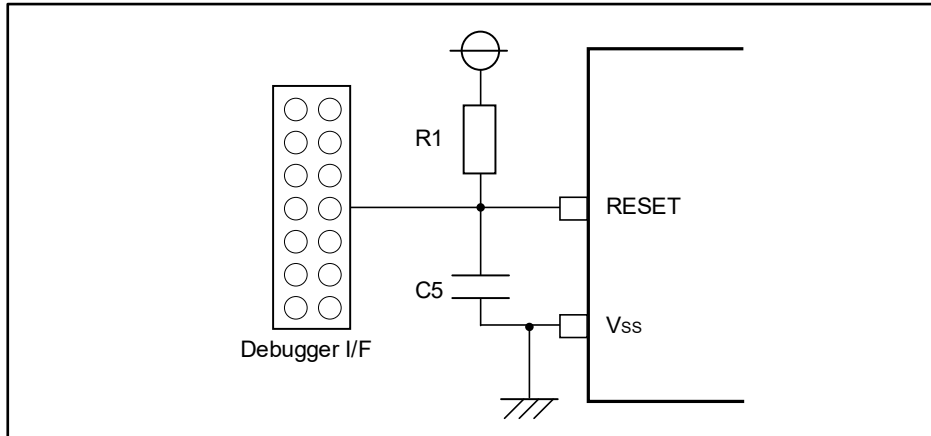 R1
RESET
C5
Vss
Debugger I/F